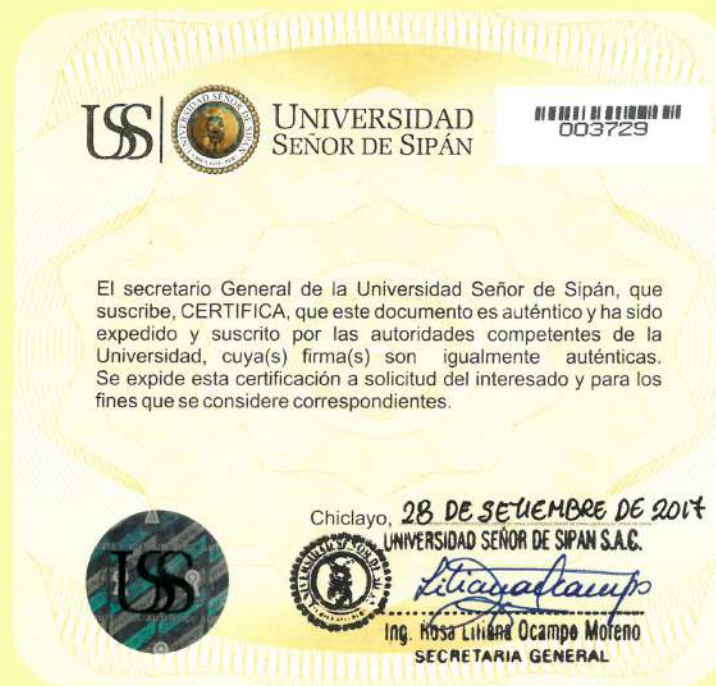 USS
UNIVERSIDAD
SEÑOR DE SIPÁN
003729
El secretario General de la Universidad Señor de Sipán, que
suscribe, CERTIFICA, que este documento es auténtico y ha sido
expedido y suscrito por las autoridades competentes de la
Universidad, cuya(s) firma(s) son igualmente auténticas.
Se expide esta certificación a solicitud del interesado y para los
fines que se considere correspondientes.
Chiclayo, 28 DE SETIEMBRE DE 2017
UNIVERSIDAD SEÑOR DE SIPAN S.A.C.
USS
Ing. Rosa Liliana Ocampo Moreno
SECRETARIA GENERAL